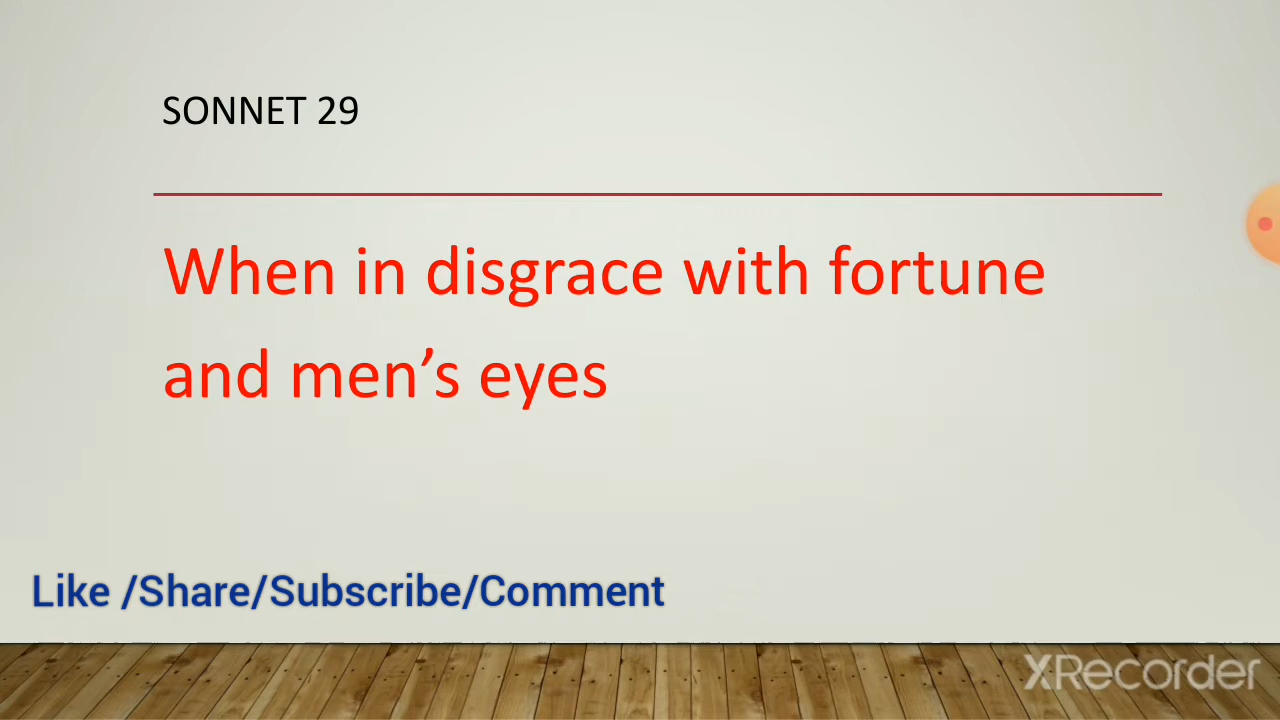 SONNET 29
When in disgrace with fortune
and men’s eyes
Like /Share/Subscribe/Comment
XRecorder